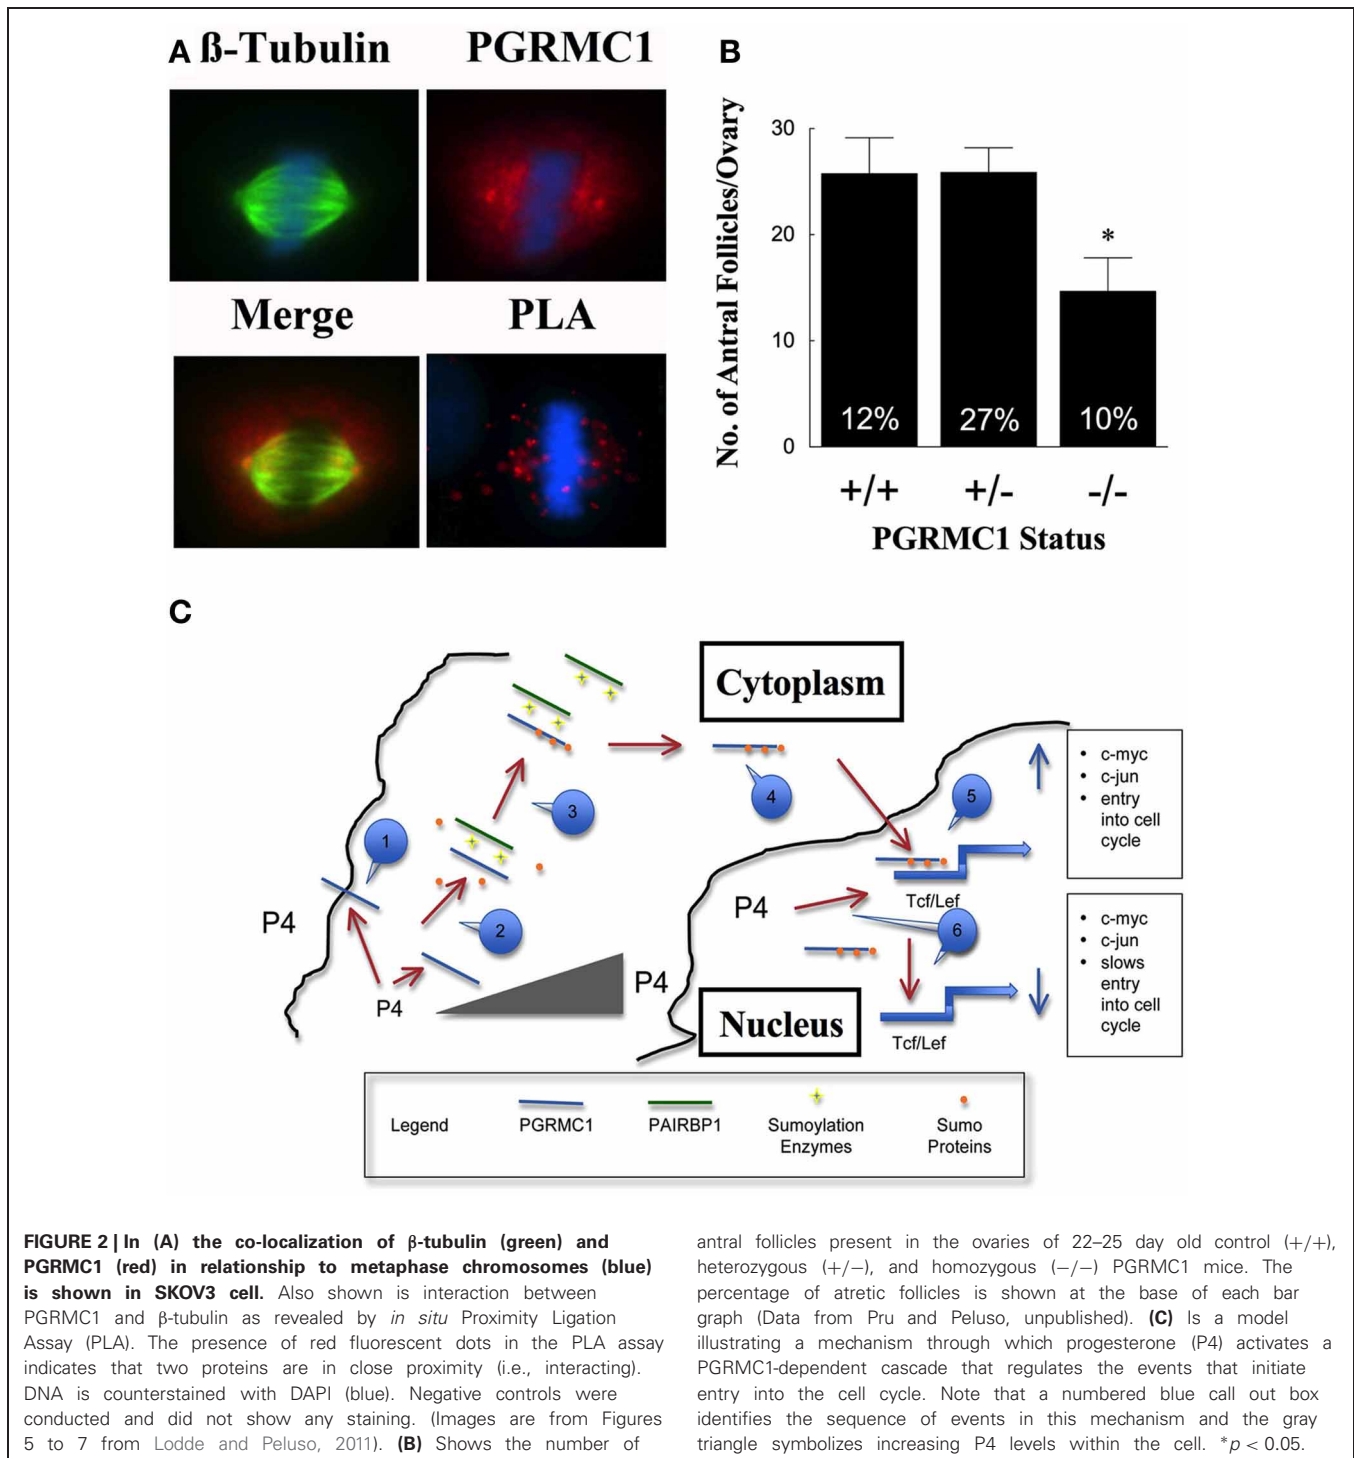 A ß-Tubulin
PGRMC1
Merge
PLA
B
No. of Antral Follicles/Ovary
30
20
10
0
*
12%
27%
10%
+/+
+/-
-/-
PGRMC1 Status
C
Cytoplasm
1
2
3
4
5
6
P4
P4
P4
P4
Tcf/Lef
Tcf/Lef
Nucleus
• c-myc
• c-jun
• entry
into cell
cycle
• c-myc
• c-jun
• slows
entry
into cell
cycle
Legend
PGRMC1
PAIRBP1
Sumoylation
Enzymes
Sumo
Proteins
FIGURE 2 | In (A) the co-localization of β-tubulin (green) and
PGRMC1 (red) in relationship to metaphase chromosomes (blue)
is shown in SKOV3 cell. Also shown is interaction between
PGRMC1 and β-tubulin as revealed by in situ Proximity Ligation
Assay (PLA). The presence of red fluorescent dots in the PLA assay
indicates that two proteins are in close proximity (i.e., interacting).
DNA is counterstained with DAPI (blue). Negative controls were
conducted and did not show any staining. (Images are from Figures
5 to 7 from Lodde and Peluso, 2011). (B) Shows the number of
antral follicles present in the ovaries of 22–25 day old control (+/+),
heterozygous (+/−), and homozygous (−/−) PGRMC1 mice. The
percentage of atretic follicles is shown at the base of each bar
graph (Data from Pru and Peluso, unpublished). (C) Is a model
illustrating a mechanism through which progesterone (P4) activates a
PGRMC1-dependent cascade that regulates the events that initiate
entry into the cell cycle. Note that a numbered blue call out box
identifies the sequence of events in this mechanism and the gray
triangle symbolizes increasing P4 levels within the cell. *p < 0.05.